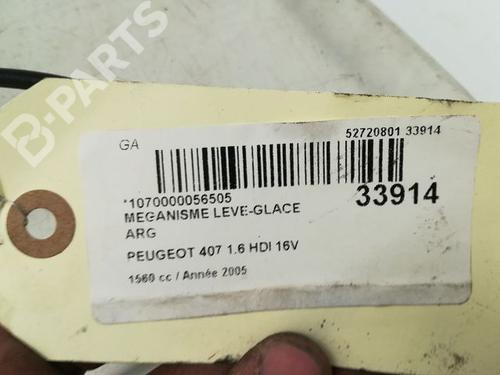 B-PARTS
GA
52720801 33914
*1070000056505
33914
MECANISME LEVE-GLACE
ARG
PEUGEOT 407 1.6 HDI 16V
1560 cc / Année 2005